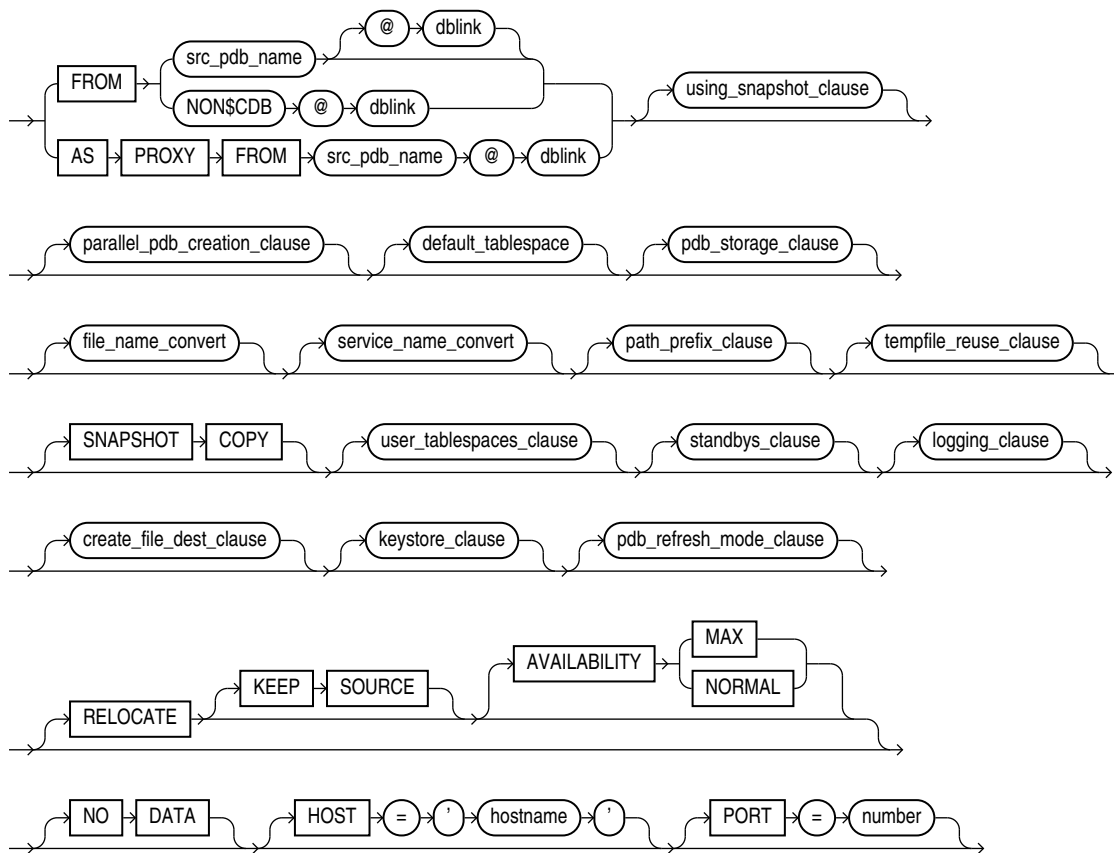 @ dblink
src_pdb_name
FROM
using_snapshot_clause
NON$CDB @ dblink
AS PROXY FROM src_pdb_name @ dblink
parallel_pdb_creation_clause default_tablespace pdb_storage_clause
file_name_convert service_name_convert path_prefix_clause tempfile_reuse_clause
SNAPSHOT COPY user_tablespaces_clause standbys_clause logging_clause
create_file_dest_clause keystore_clause pdb_refresh_mode_clause
MAX
KEEP SOURCE AVAILABILITY
NORMAL
RELOCATE
NO DATA HOST = ' hostname ' PORT = number